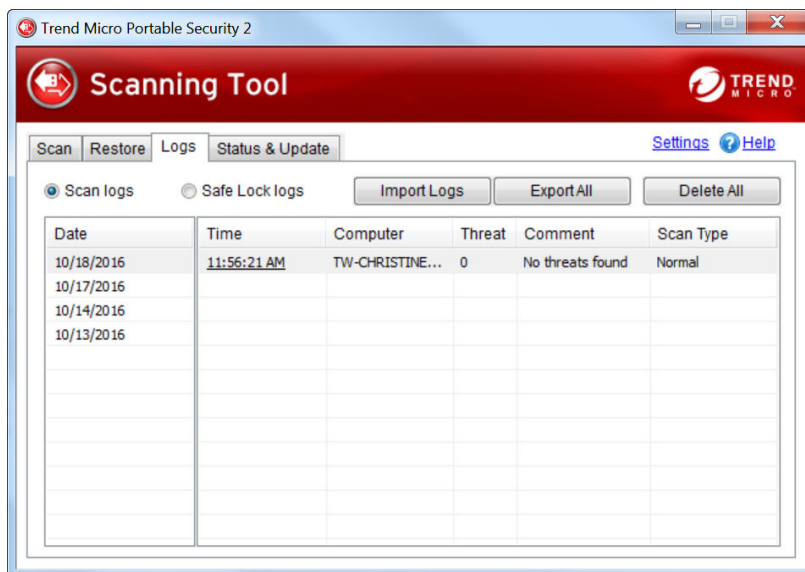 Trend Micro Portable Security 2
Scanning Tool
TREND
MICRO
Scan Restore Logs Status & Update Settings Help
Scan logs Safe Lock logs Import Logs Export All Delete All
Date Time Computer Threat Comment Scan Type
10/18/2016 11:56:21 AM TW-CHRISTINE... 0 No threats found Normal
10/17/2016
10/14/2016
10/13/2016